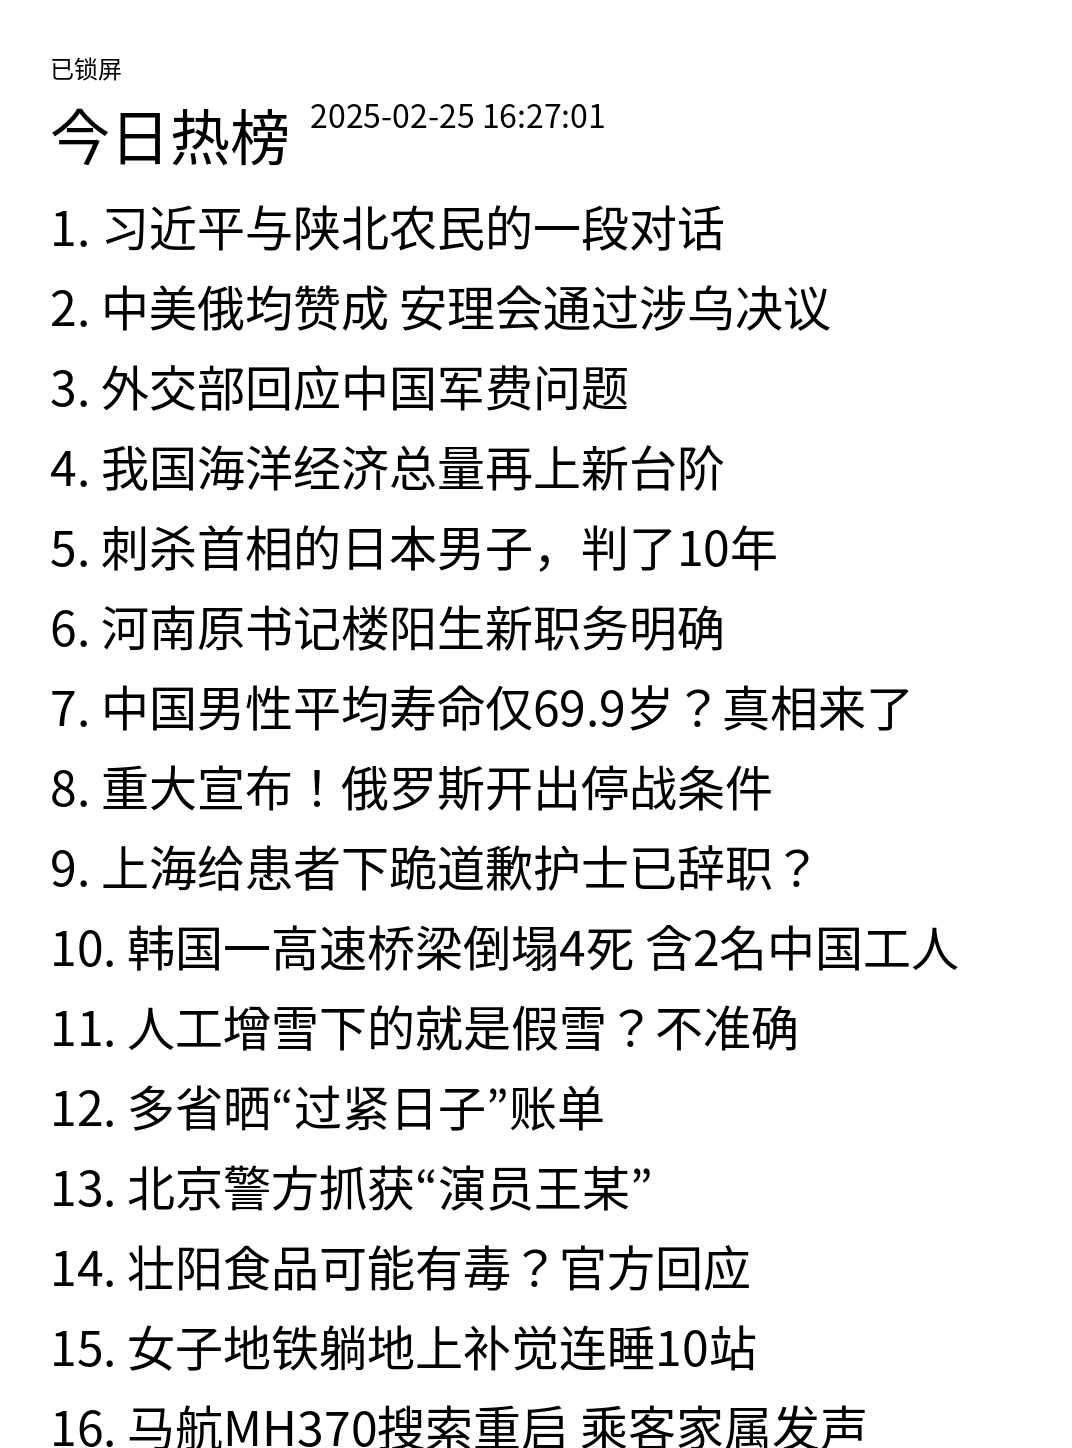 已锁屏
今日热榜 2025-02-25 16:27:01
1. 习近平与陕北农民的一段对话
2. 中美俄均赞成 安理会通过涉乌决议
3. 外交部回应中国军费问题
4. 我国海洋经济总量再上新台阶
5. 刺杀首相的日本男子，判了10年
6. 河南原书记楼阳生新职务明确
7. 中国男性平均寿命仅69.9岁？真相来了
8. 重大宣布！俄罗斯开出停战条件
9. 上海给患者下跪道歉护士已辞职？
10. 韩国一高速桥梁倒塌4死 含2名中国工人
11. 人工增雪下的就是假雪？不准确
12. 多省晒“过紧日子”账单
13. 北京警方抓获“演员王某”
14. 壮阳食品可能有毒？官方回应
15. 女子地铁躺地上补觉连睡10站
16. 马航MH370搜索重启 乘客家属发声